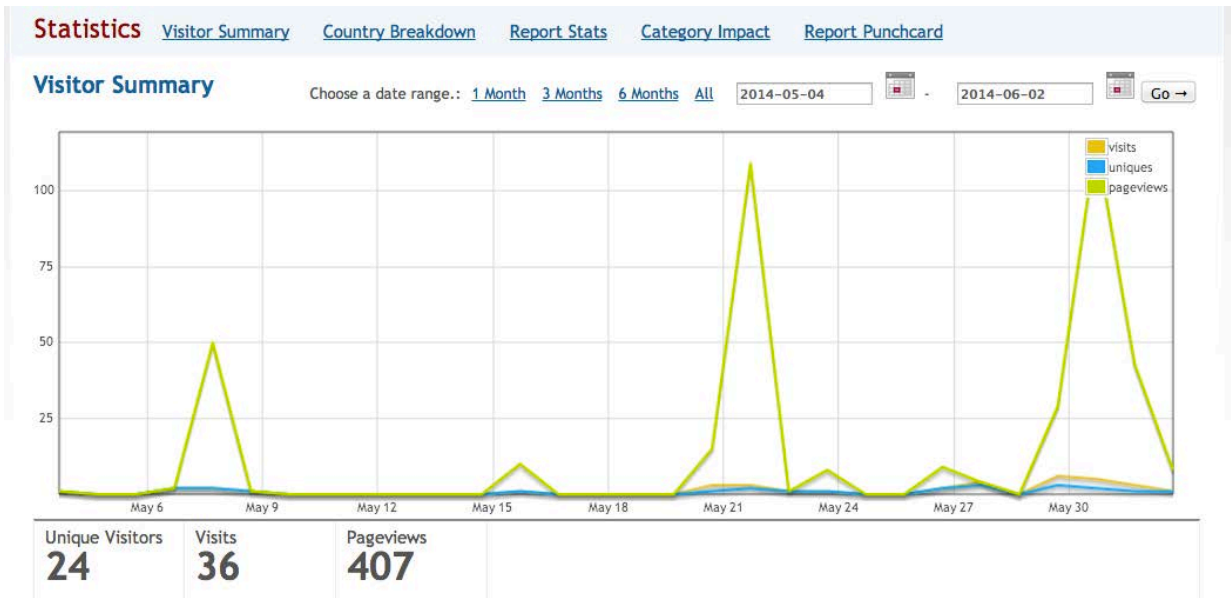 Statistics Visitor Summary Country Breakdown Report Stats Category Impact Report Punchcard
Visitor Summary
Choose a date range.: 1 Month 3 Months 6 Months All 2014-05-04 - 2014-06-02 Go →
visits
uniques
pageviews
100
75
50
25
May 6 May 9 May 12 May 15 May 18 May 21 May 24 May 27 May 30
Unique Visitors Visits Pageviews
24 36 407